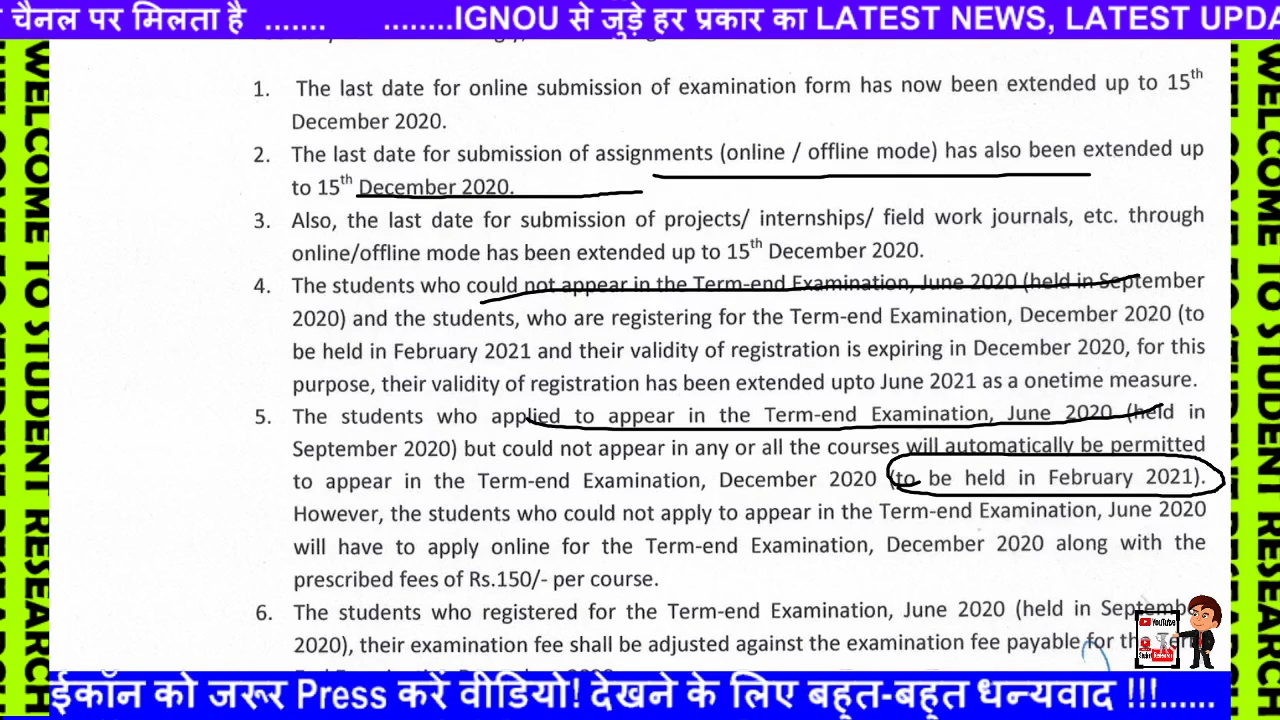 चैनल पर मिलता है ....... ........IGNOU से जुड़े हर प्रकार का LATEST NEWS, LATEST UPDA
1. The last date for online submission of examination form has now been extended up to 15th
December 2020.
2. The last date for submission of assignments (online / offline mode) has also been extended up
to 15th December 2020.
3. Also, the last date for submission of projects/ internships/ field work journals, etc. through
online/offline mode has been extended up to 15th December 2020.
4. The students who could not appear in the Term-end Examination, June 2020 (held in September
2020) and the students, who are registering for the Term-end Examination, December 2020 (to
be held in February 2021 and their validity of registration is expiring in December 2020, for this
purpose, their validity of registration has been extended upto June 2021 as a onetime measure.
5. The students who applied to appear in the Term-end Examination, June 2020 (held in
September 2020) but could not appear in any or all the courses will automatically be permitted
to appear in the Term-end Examination, December 2020 (to be held in February 2021).
However, the students who could not apply to appear in the Term-end Examination, June 2020
will have to apply online for the Term-end Examination, December 2020 along with the
prescribed fees of Rs.150/- per course.
6. The students who registered for the Term-end Examination, June 2020 (held in September
2020), their examination fee shall be adjusted against the examination fee payable for the
YouTube
ईकॉन को जरूर Press करें वीडियो! देखने के लिए बहुत-बहुत धन्यवाद !!!......
WELCOME TO STUDENT RESEARCH
WELCOME TO STUDENT RESEARCH